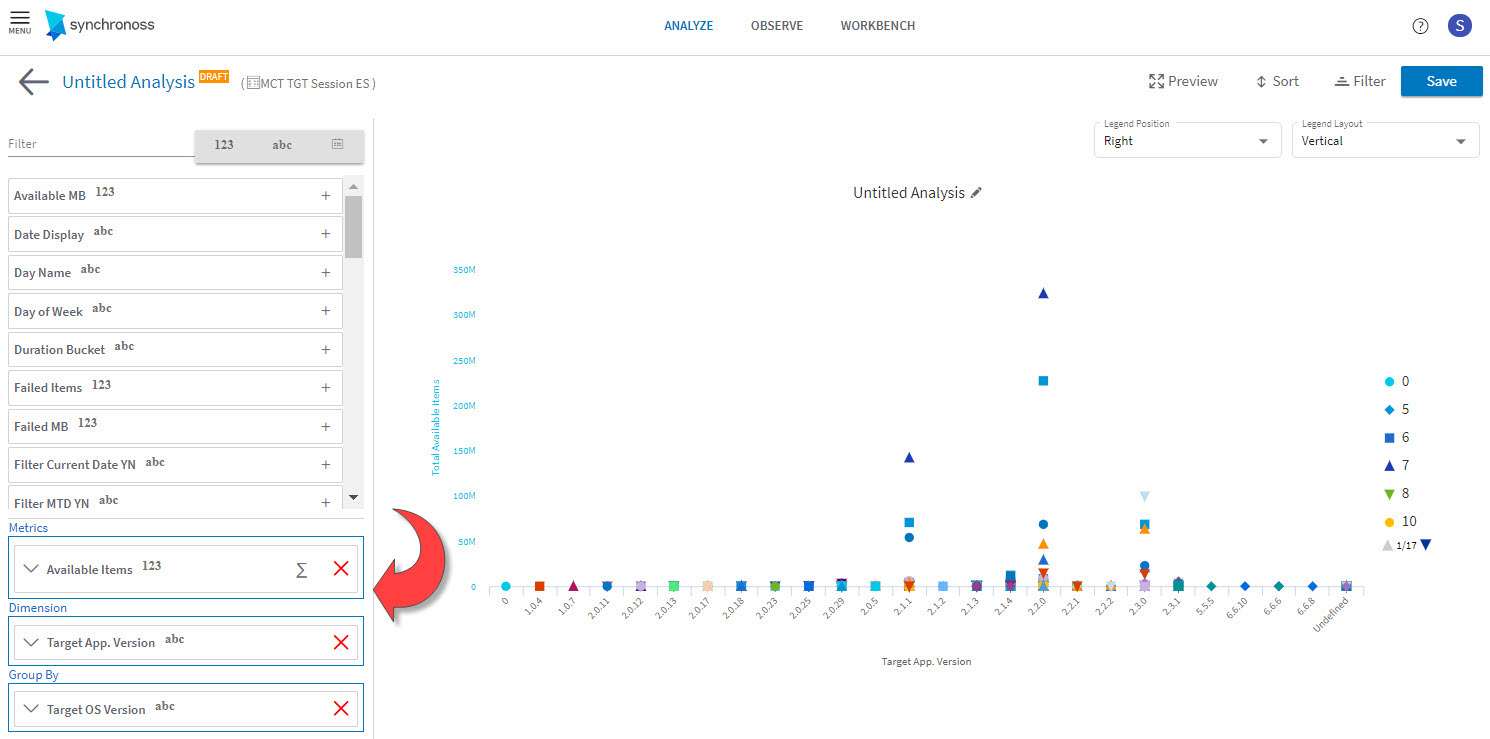 MENU
synchronoss
ANALYZE OBSERVE WORKBENCH
?
S
Untitled Analysis DRAFT ( MCT TGT Session ES )
Preview Sort Filter Save
Filter 123 abc
Legend Position
Right
Legend Layout
Vertical
Available MB 123 +
Date Display abc +
Day Name abc +
Day of Week abc +
Duration Bucket abc +
Failed Items 123 +
Failed MB 123 +
Filter Current Date YN abc +
Filter MTD YN abc +
Metrics
Available Items 123 Σ
Dimension
Target App. Version abc
Group By
Target OS Version abc
Untitled Analysis
Total Available Items
350M
300M
250M
200M
150M
100M
50M
0
0 1.0.4 1.0.7 2.0.11 2.0.12 2.0.13 2.0.17 2.0.18 2.0.23 2.0.25 2.0.29 2.0.5 2.1.1 2.1.2 2.1.3 2.1.4 2.2.0 2.2.1 2.2.2 2.3.0 2.3.1 5.5.5 6.6.10 6.6.6 6.6.8 Undefined
Target App. Version
0
5
6
7
8
10
1/17